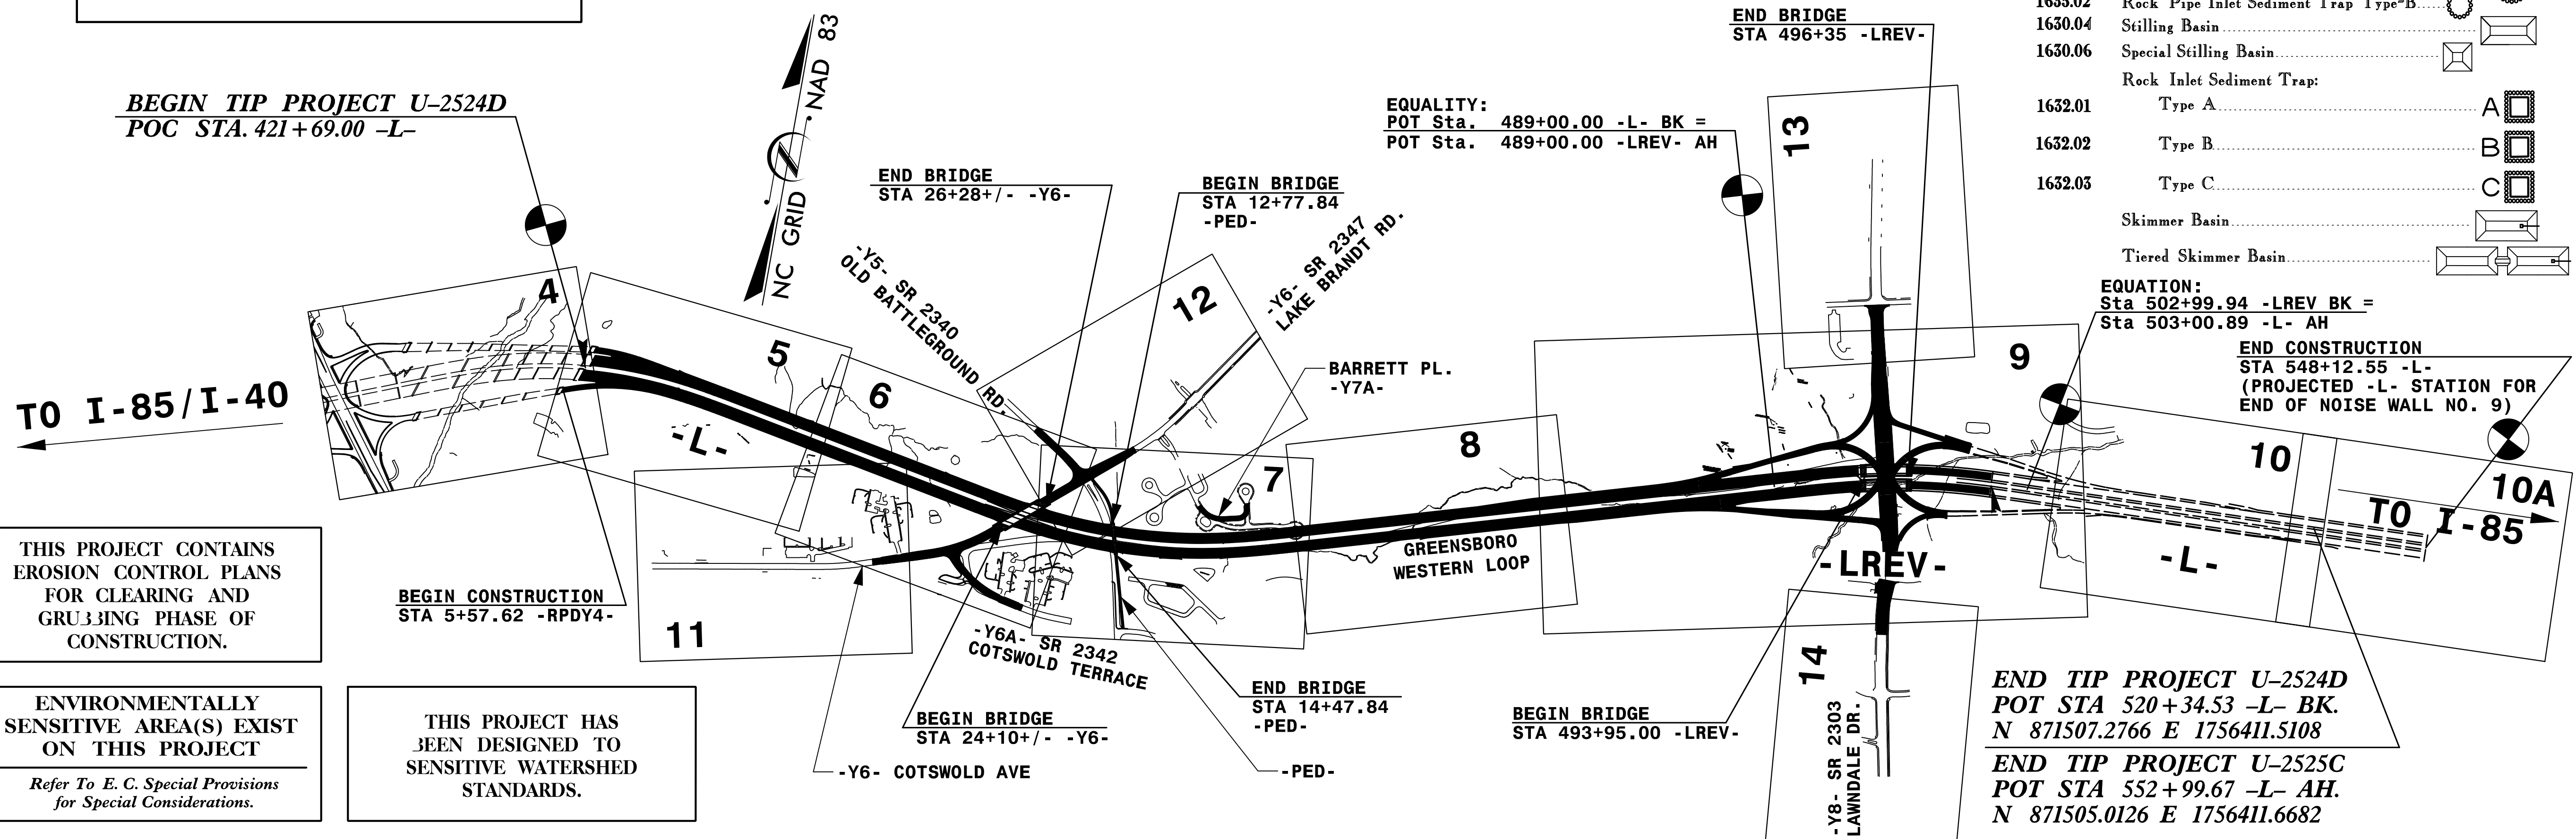 END BRIDGE
STA 496+35 -LREV-
1635.02 Rock Pipe Inlet Sediment Trap Type-B
1630.04 Stilling Basin
1630.06 Special Stilling Basin
Rock Inlet Sediment Trap:
1632.01 Type A A
1632.02 Type B B
1632.03 Type C C
Skimmer Basin
Tiered Skimmer Basin
BEGIN TIP PROJECT U-2524D
POC STA. 421+69.00 -L-
NC GRID NAD 83
END BRIDGE
STA 26+28+/- -Y6-
BEGIN BRIDGE
STA 12+77.84
-PED-
EQUALITY:
POT Sta. 489+00.00 -L- BK =
POT Sta. 489+00.00 -LREV- AH
EQUATION:
Sta 502+99.94 -LREV BK =
Sta 503+00.89 -L- AH
END CONSTRUCTION
STA 548+12.55 -L-
(PROJECTED -L- STATION FOR
END OF NOISE WALL NO. 9)
-Y5- SR 2340
OLD BATTLEGROUND RD.
-Y6- SR 2347
LAKE BRANDT RD.
BARRETT PL.
-Y7A-
4
5
6
12
7
8
13
9
10
10A
11
14
TO I-85/I-40
-L-
GREENSBORO
WESTERN LOOP
-LREV-
-L-
TO I-85
THIS PROJECT CONTAINS
EROSION CONTROL PLANS
FOR CLEARING AND
GRUBBING PHASE OF
CONSTRUCTION.
BEGIN CONSTRUCTION
STA 5+57.62 -RPDY4-
-Y6A- SR 2342
COTSWOLD TERRACE
ENVIRONMENTALLY
SENSITIVE AREA(S) EXIST
ON THIS PROJECT
Refer To E. C. Special Provisions
for Special Considerations.
THIS PROJECT HAS
BEEN DESIGNED TO
SENSITIVE WATERSHED
STANDARDS.
BEGIN BRIDGE
STA 24+10+/- -Y6-
-Y6- COTSWOLD AVE
END BRIDGE
STA 14+47.84
-PED-
-PED-
BEGIN BRIDGE
STA 493+95.00 -LREV-
-Y8- SR 2303
LAWNDALE DR.
END TIP PROJECT U-2524D
POT STA 520+34.53 -L- BK.
N 871507.2766 E 1756411.5108
END TIP PROJECT U-2525C
POT STA 552+99.67 -L- AH.
N 871505.0126 E 1756411.6682